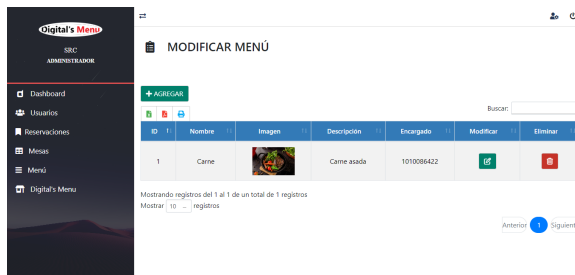 Digital's Menu
SRC
ADMINISTRADOR
Dashboard
Usuarios
Reservaciones
Mesas
Menú
Digital's Menu
MODIFICAR MENÚ
AGREGAR
Buscar:
ID Nombre Imagen Descripción Encargado Modificar Eliminar
1 Carne Carne asada 1010086422
Mostrando registros del 1 al 1 de un total de 1 registros
Mostrar 10 registros
Anterior 1 Siguient